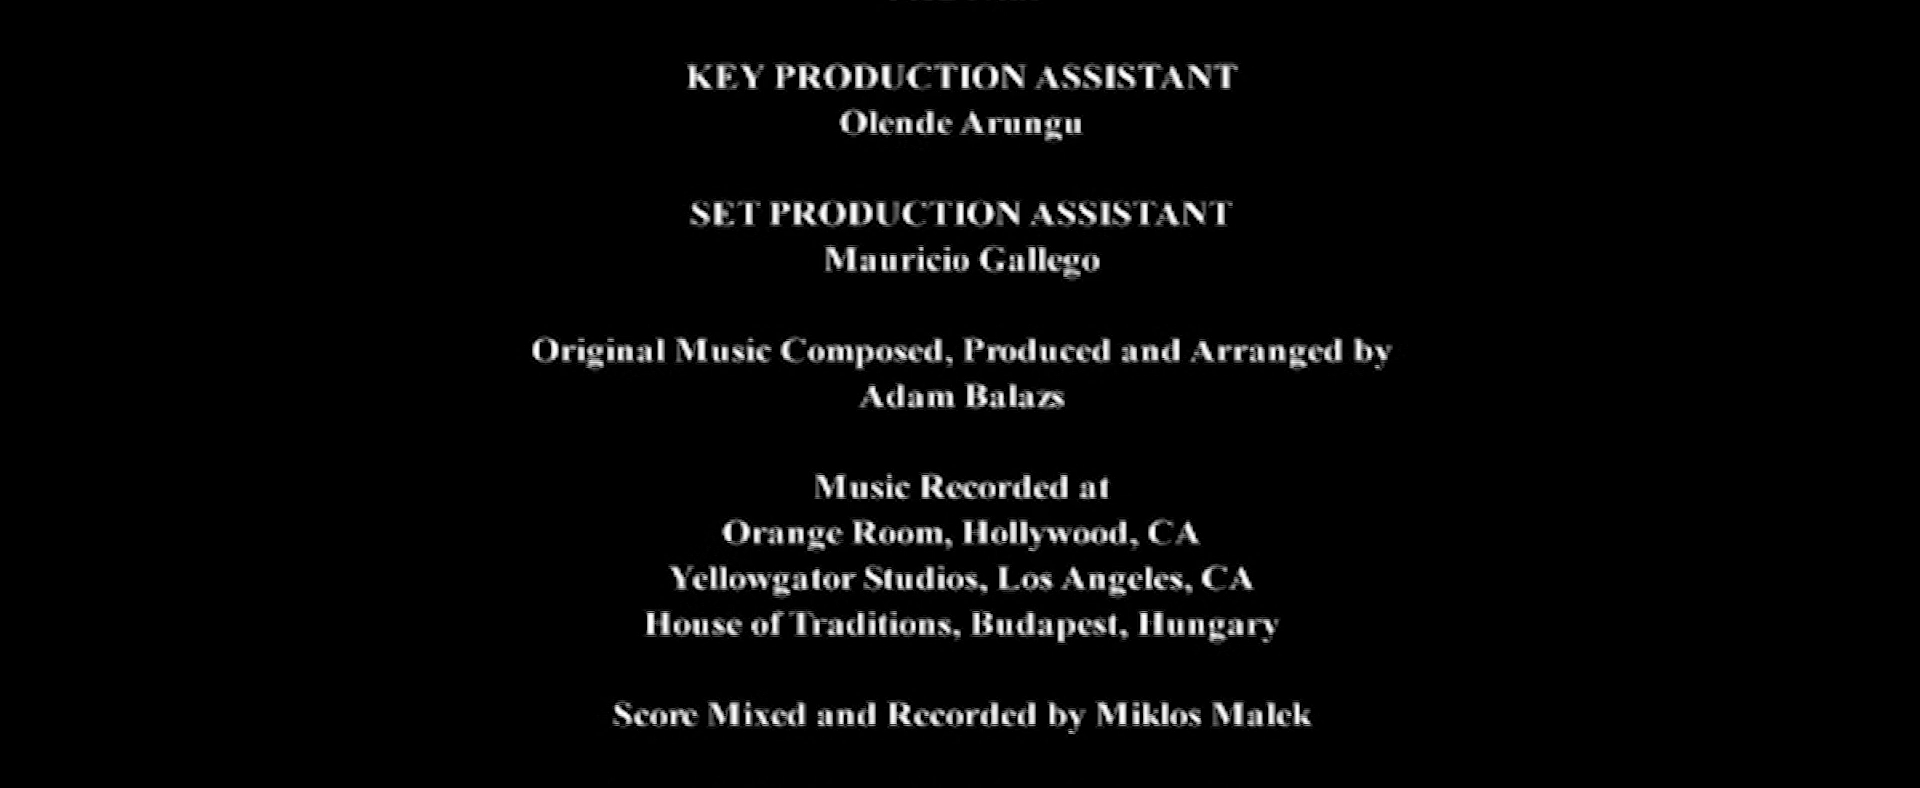 KEY PRODUCTION ASSISTANT
Olende Arungu
SET PRODUCTION ASSISTANT
Mauricio Gallego
Original Music Composed, Produced and Arranged by
Adam Balazs
Music Recorded at
Orange Room, Hollywood, CA
Yellowgator Studios, Los Angeles, CA
House of Traditions, Budapest, Hungary
Score Mixed and Recorded by Miklos Malek